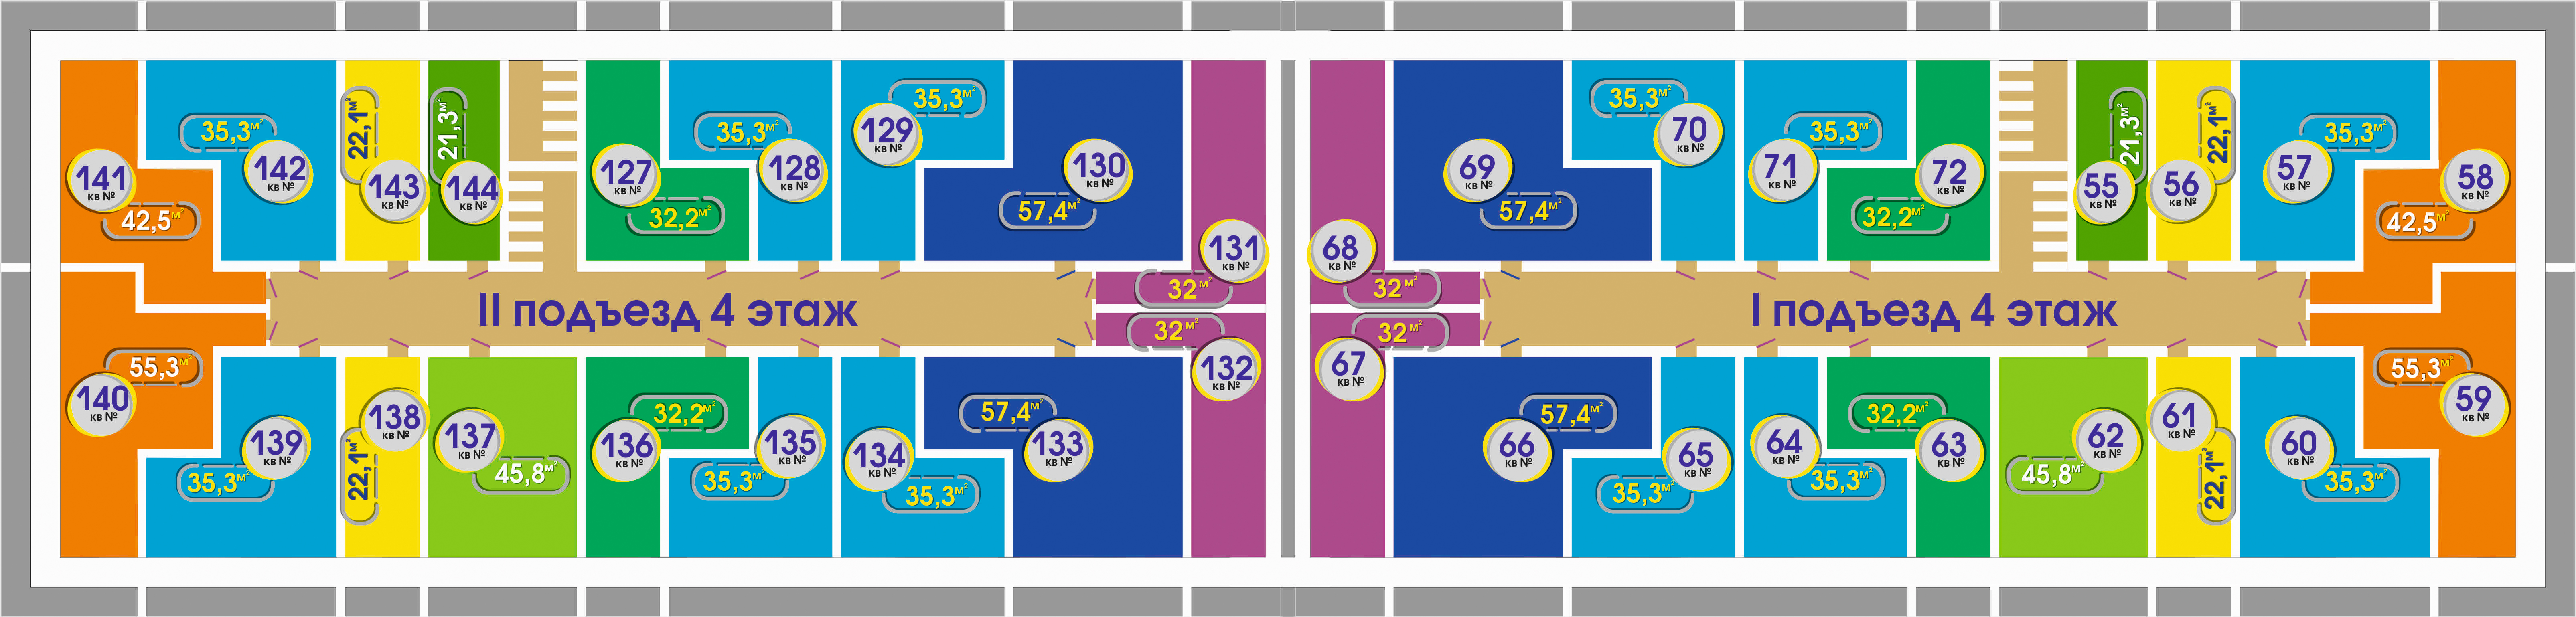 141 кв №
42,5м²
142 кв №
35,3м²
143 кв №
22,1м²
144 кв №
21,3м²
127 кв №
32,2м²
128 кв №
35,3м²
129 кв №
35,3м²
130 кв №
57,4м²
131 кв №
32м²
68 кв №
32м²
69 кв №
57,4м²
70 кв №
35,3м²
71 кв №
35,3м²
72 кв №
32,2м²
55 кв №
21,3м²
56 кв №
22,1м²
57 кв №
35,3м²
58 кв №
42,5м²
II подъезд 4 этаж
I подъезд 4 этаж
140 кв №
55,3м²
139 кв №
35,3м²
138 кв №
22,1м²
137 кв №
45,8м²
136 кв №
32,2м²
135 кв №
35,3м²
134 кв №
35,3м²
133 кв №
57,4м²
132 кв №
32м²
67 кв №
32м²
66 кв №
57,4м²
65 кв №
35,3м²
64 кв №
35,3м²
63 кв №
32,2м²
62 кв №
45,8м²
61 кв №
22,1м²
60 кв №
35,3м²
59 кв №
55,3м²